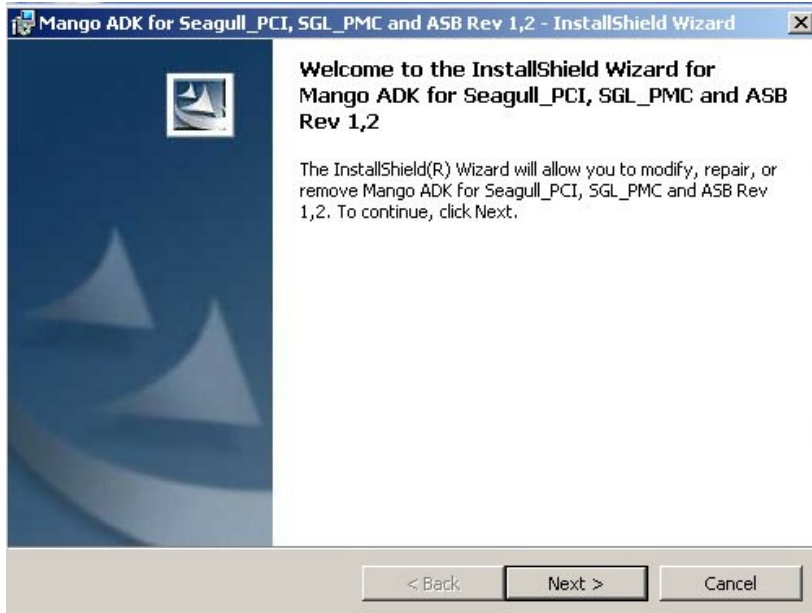 Mango ADK for Seagull_PCI, SGL_PMC and ASB Rev 1,2 - InstallShield Wizard
Welcome to the InstallShield Wizard for
Mango ADK for Seagull_PCI, SGL_PMC and ASB
Rev 1,2
The InstallShield(R) Wizard will allow you to modify, repair, or
remove Mango ADK for Seagull_PCI, SGL_PMC and ASB Rev
1,2. To continue, click Next.
< Back Next > Cancel